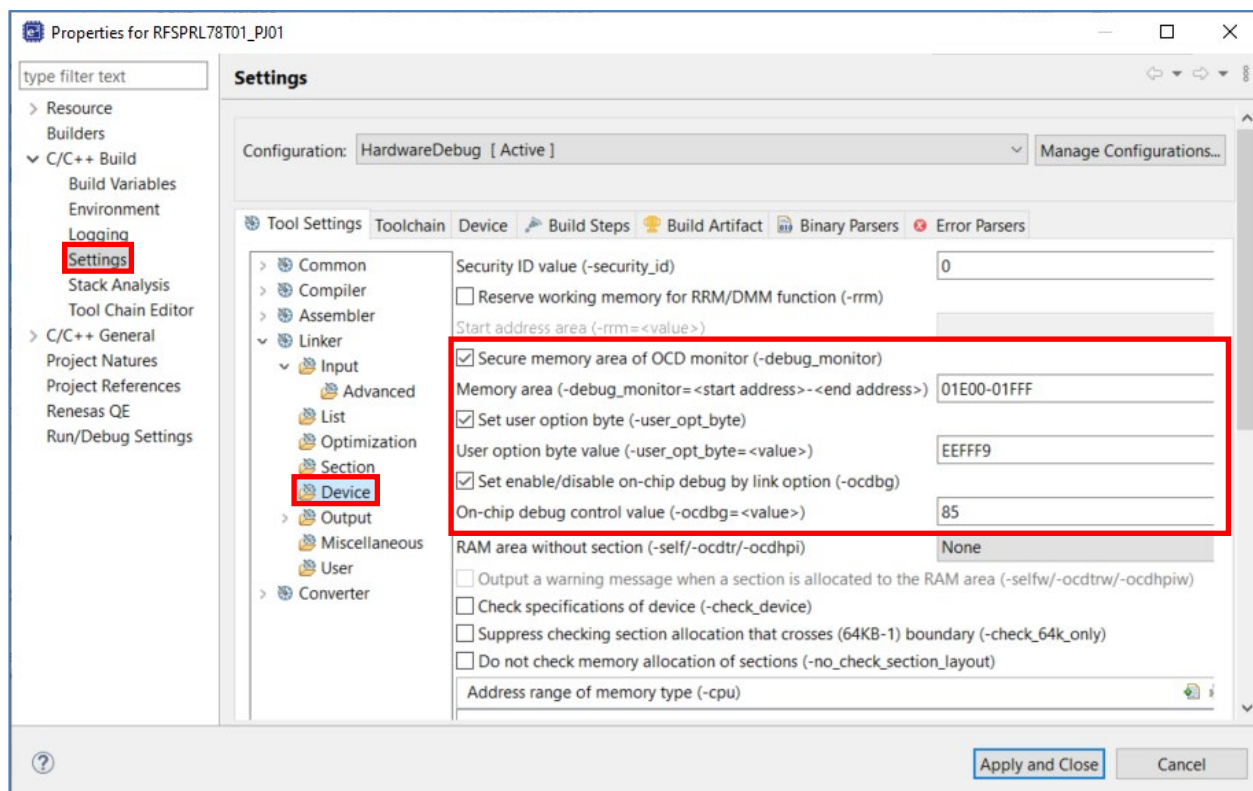 Properties for RFSPRL78T01_PJ01
type filter text
Resource
Builders
C/C++ Build
Build Variables
Environment
Logging
Settings
Stack Analysis
Tool Chain Editor
C/C++ General
Project Natures
Project References
Renesas QE
Run/Debug Settings
Settings
Configuration: HardwareDebug [ Active ] Manage Configurations...
Tool Settings Toolchain Device Build Steps Build Artifact Binary Parsers Error Parsers
Common
Compiler
Assembler
Linker
Input
Advanced
List
Optimization
Section
Device
Output
Miscellaneous
User
Converter
Security ID value (-security_id) 0
Reserve working memory for RRM/DMM function (-rrm)
Start address area (-rrm=<value>)
Secure memory area of OCD monitor (-debug_monitor)
Memory area (-debug_monitor=<start address>-<end address>) 01E00-01FFF
Set user option byte (-user_opt_byte)
User option byte value (-user_opt_byte=<value>) EEFFF9
Set enable/disable on-chip debug by link option (-ocdbg)
On-chip debug control value (-ocdbg=<value>) 85
RAM area without section (-self/-ocdtr/-ocdhpi) None
Output a warning message when a section is allocated to the RAM area (-selfw/-ocdtrw/-ocdhpiw)
Check specifications of device (-check_device)
Suppress checking section allocation that crosses (64KB-1) boundary (-check_64k_only)
Do not check memory allocation of sections (-no_check_section_layout)
Address range of memory type (-cpu)
Apply and Close Cancel